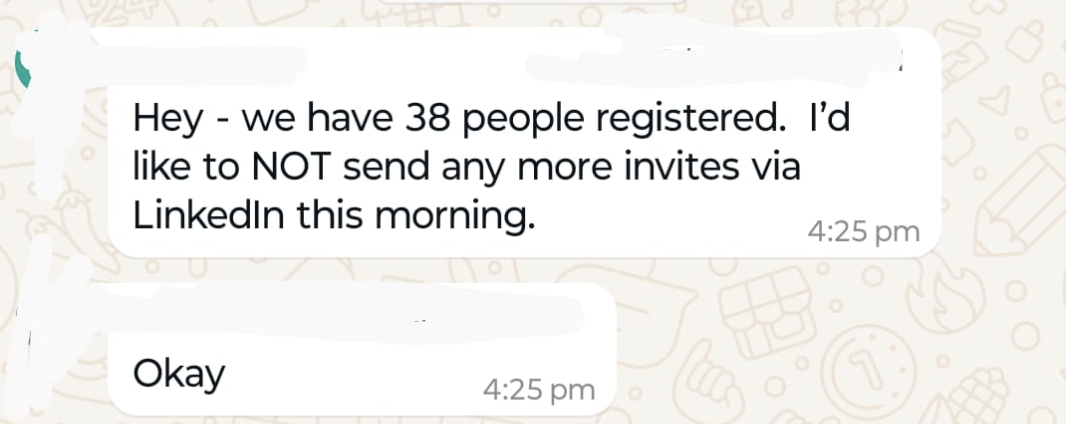 Hey - we have 38 people registered.  I’d
like to NOT send any more invites via
LinkedIn this morning.
4:25 pm
Okay
4:25 pm